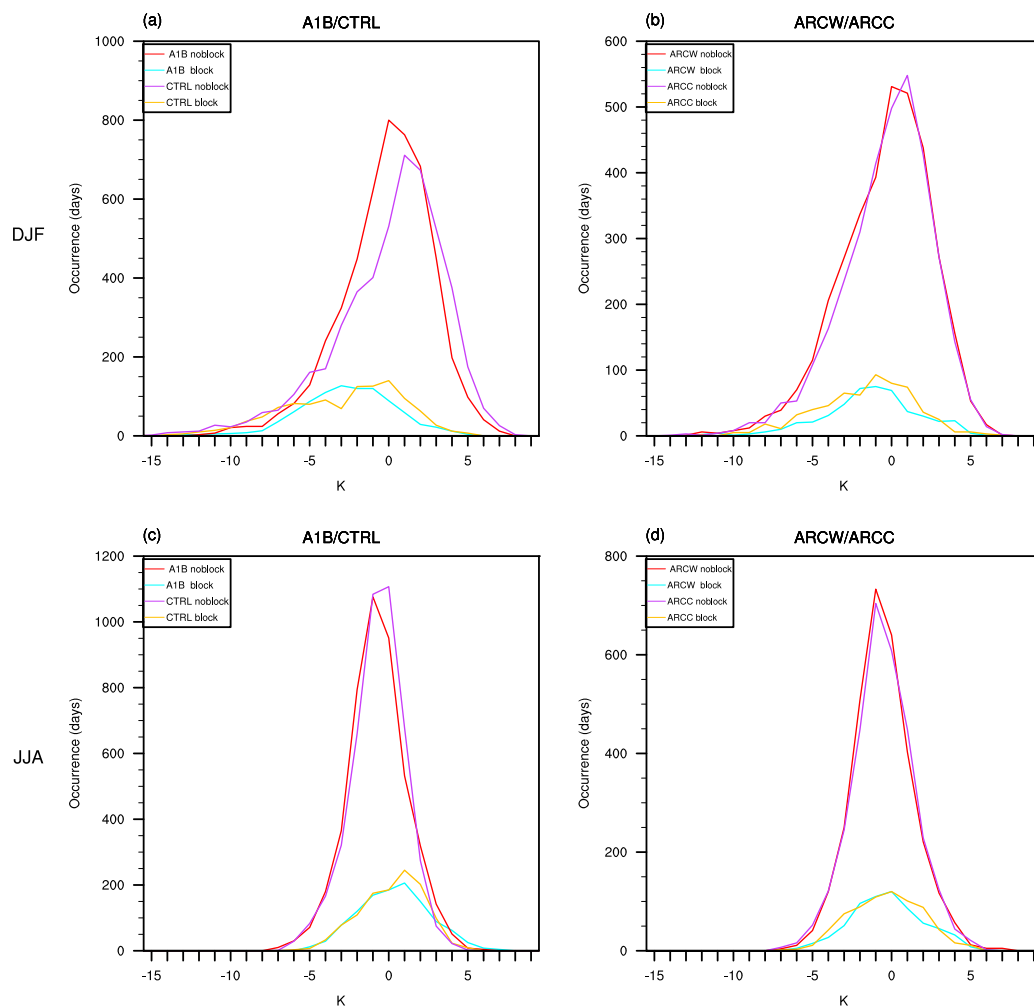 (a) A1B/CTRL
1000
800
600
400
200
0
Occurrence (days)
A1B noblock
A1B block
CTRL noblock
CTRL block
-15 -10 -5 0 5
K
(b) ARCW/ARCC
600
500
400
300
200
100
0
Occurrence (days)
ARCW noblock
ARCW block
ARCC noblock
ARCC block
-15 -10 -5 0 5
K
DJF
(c) A1B/CTRL
1200
1000
800
600
400
200
0
Occurrence (days)
A1B noblock
A1B block
CTRL noblock
CTRL block
-15 -10 -5 0 5
K
(d) ARCW/ARCC
800
600
400
200
0
Occurrence (days)
ARCW noblock
ARCW block
ARCC noblock
ARCC block
-15 -10 -5 0 5
K
JJA